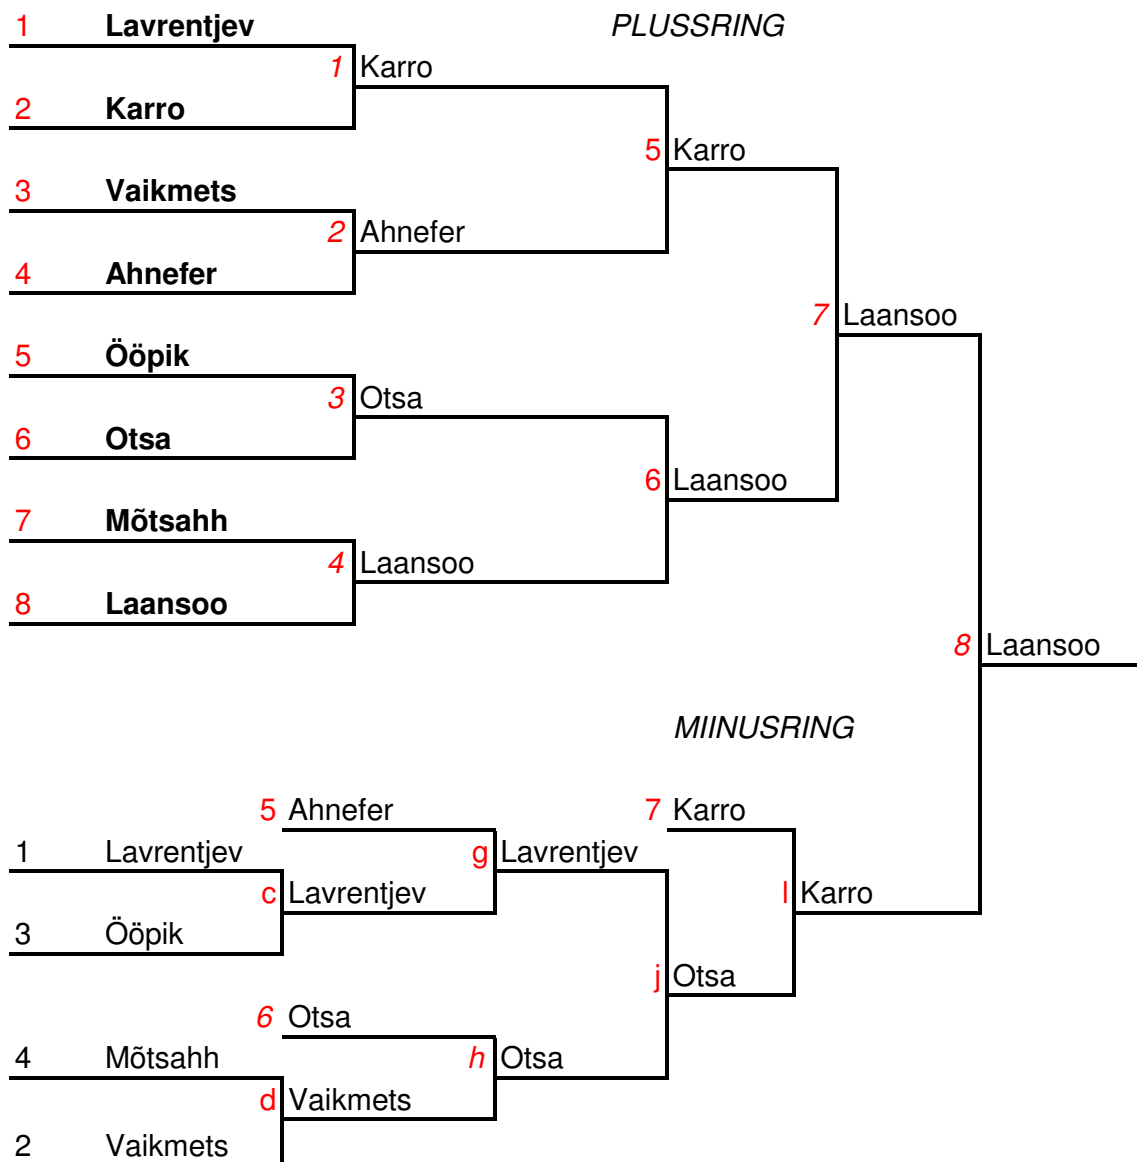 1 Lavrentjev PLUSSRING
1 Karro
2 Karro
5 Karro
3 Vaikmets
2 Ahnefer
4 Ahnefer
7 Laansoo
5 Ööpik
3 Otsa
6 Otsa
6 Laansoo
7 Mõtsahh
4 Laansoo
8 Laansoo
8 Laansoo
MIINUSRING
5 Ahnefer 7 Karro
1 Lavrentjev g Lavrentjev
c Lavrentjev l Karro
3 Ööpik
j Otsa
6 Otsa
4 Mõtsahh h Otsa
d Vaikmets
2 Vaikmets